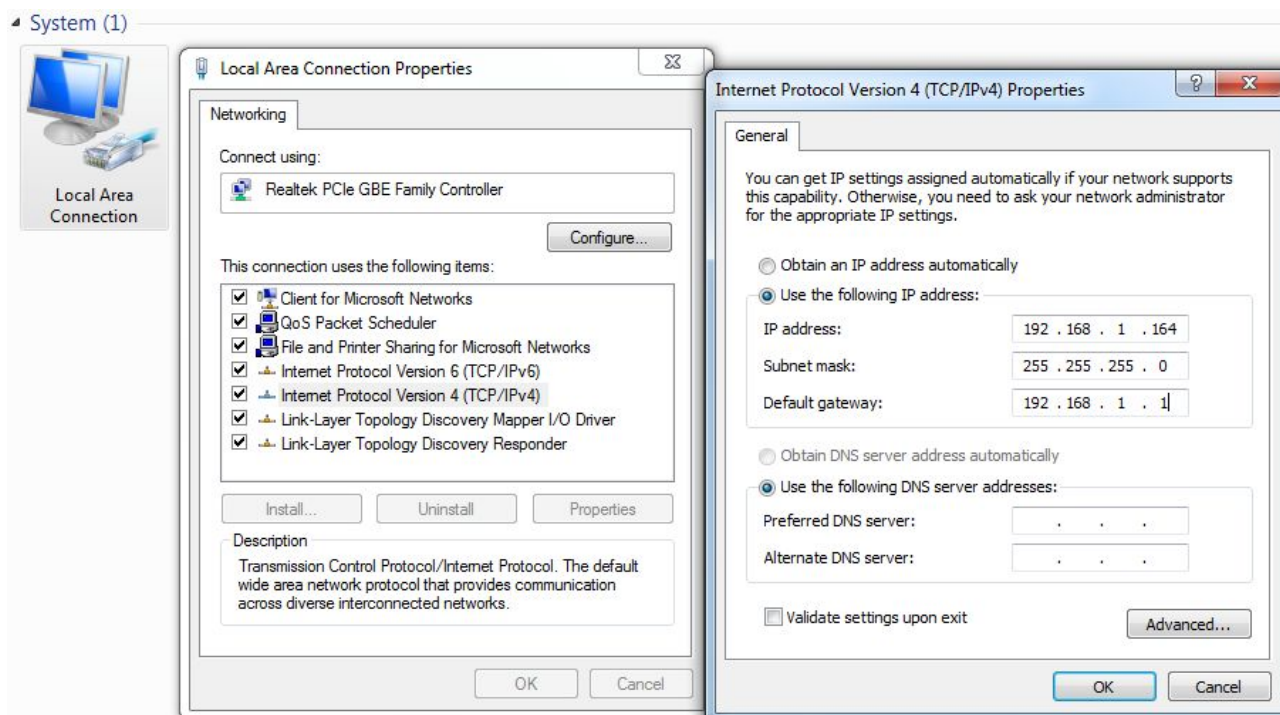 System (1)
Local Area
Connection
Local Area Connection Properties
Networking
Connect using:
Realtek PCIe GBE Family Controller
Configure...
This connection uses the following items:
Client for Microsoft Networks
QoS Packet Scheduler
File and Printer Sharing for Microsoft Networks
Internet Protocol Version 6 (TCP/IPv6)
Internet Protocol Version 4 (TCP/IPv4)
Link-Layer Topology Discovery Mapper I/O Driver
Link-Layer Topology Discovery Responder
Install...
Uninstall
Properties
Description
Transmission Control Protocol/Internet Protocol. The default
wide area network protocol that provides communication
across diverse interconnected networks.
OK
Cancel
Internet Protocol Version 4 (TCP/IPv4) Properties
General
You can get IP settings assigned automatically if your network supports
this capability. Otherwise, you need to ask your network administrator
for the appropriate IP settings.
Obtain an IP address automatically
Use the following IP address:
IP address: 192 . 168 . 1 . 164
Subnet mask: 255 . 255 . 255 . 0
Default gateway: 192 . 168 . 1 . 1
Obtain DNS server address automatically
Use the following DNS server addresses:
Preferred DNS server: . . .
Alternate DNS server: . . .
Validate settings upon exit
Advanced...
OK
Cancel